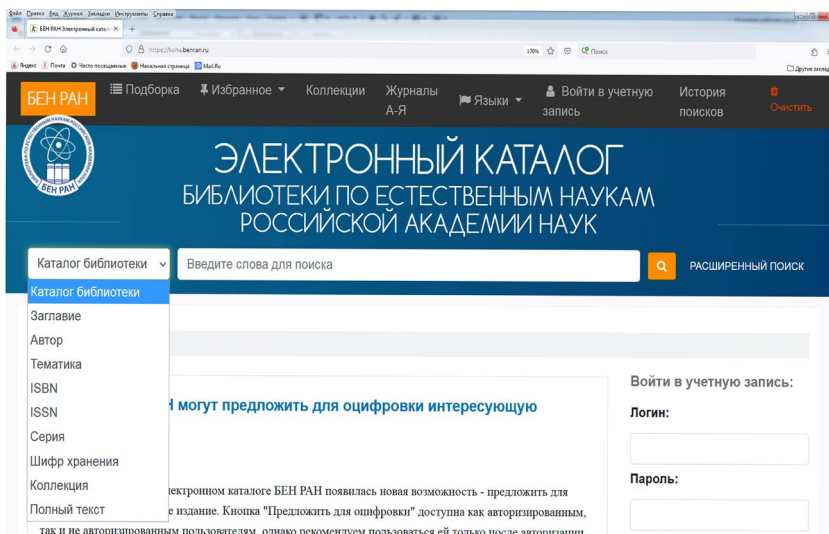 Файл Правка Вид Журнал Закладки Инструменты Справка
БЕН РАН Электронный катало
https://koha.benran.ru
170%
Поиск
Яндекс Почта Часто посещаемые Начальная страница Mail.Ru
Другие заклад
БЕН РАН
Подборка
Избранное
Коллекции
Журналы
А-Я
Языки
Войти в учетную
запись
История
поисков
Очистить
БЕН РАН
ЭЛЕКТРОННЫЙ КАТАЛОГ
БИБЛИОТЕКИ ПО ЕСТЕСТВЕННЫМ НАУКАМ
РОССИЙСКОЙ АКАДЕМИИ НАУК
Каталог библиотеки
Введите слова для поиска
РАСШИРЕННЫЙ ПОИСК
Каталог библиотеки
Заглавие
Автор
Тематика
ISBN
ISSN
Серия
Шифр хранения
Коллекция
Полный текст
могут предложить для оцифровки интересующую
лектронном каталоге БЕН РАН появилась новая возможность - предложить для
е издание. Кнопка "Предложить для оцифровки" доступна как авторизированным,
так и не авторизированным пользователям, однако рекомендуем пользоваться ей только после авторизации
Войти в учетную запись:
Логин:
Пароль: